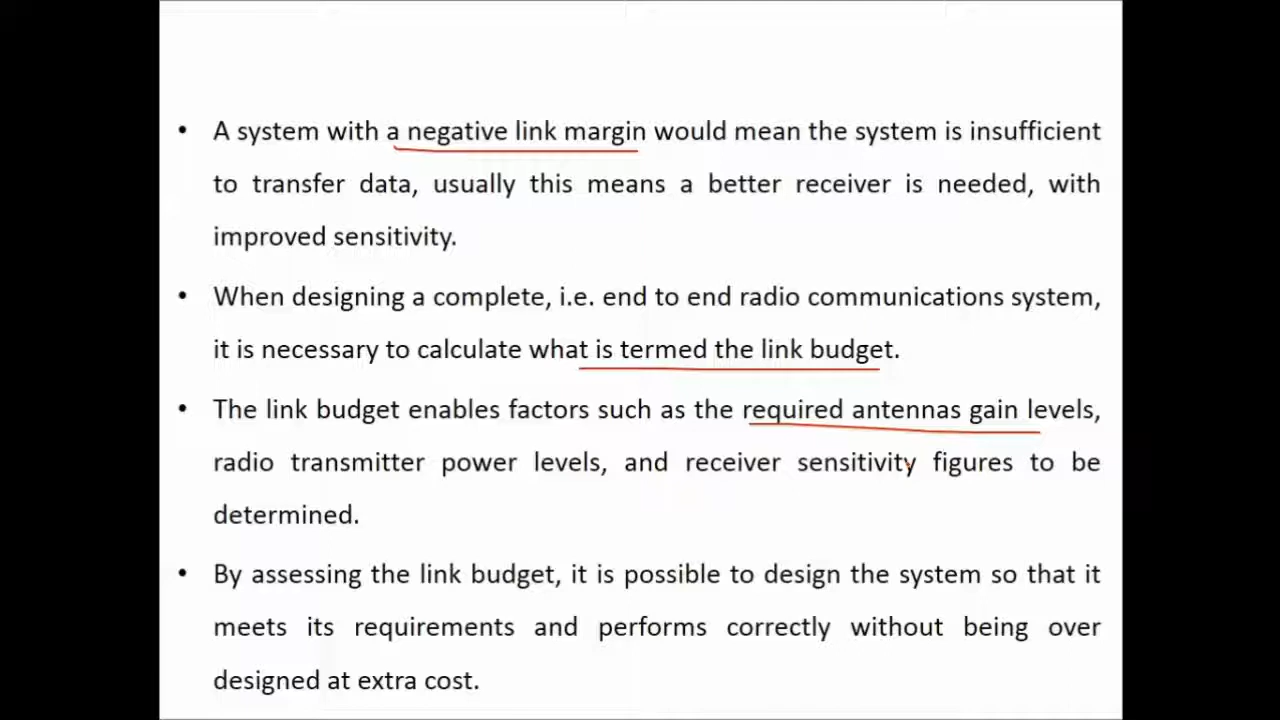 • A system with a negative link margin would mean the system is insufficient
to transfer data, usually this means a better receiver is needed, with
improved sensitivity.
• When designing a complete, i.e. end to end radio communications system,
it is necessary to calculate what is termed the link budget.
• The link budget enables factors such as the required antennas gain levels,
radio transmitter power levels, and receiver sensitivity figures to be
determined.
• By assessing the link budget, it is possible to design the system so that it
meets its requirements and performs correctly without being over
designed at extra cost.